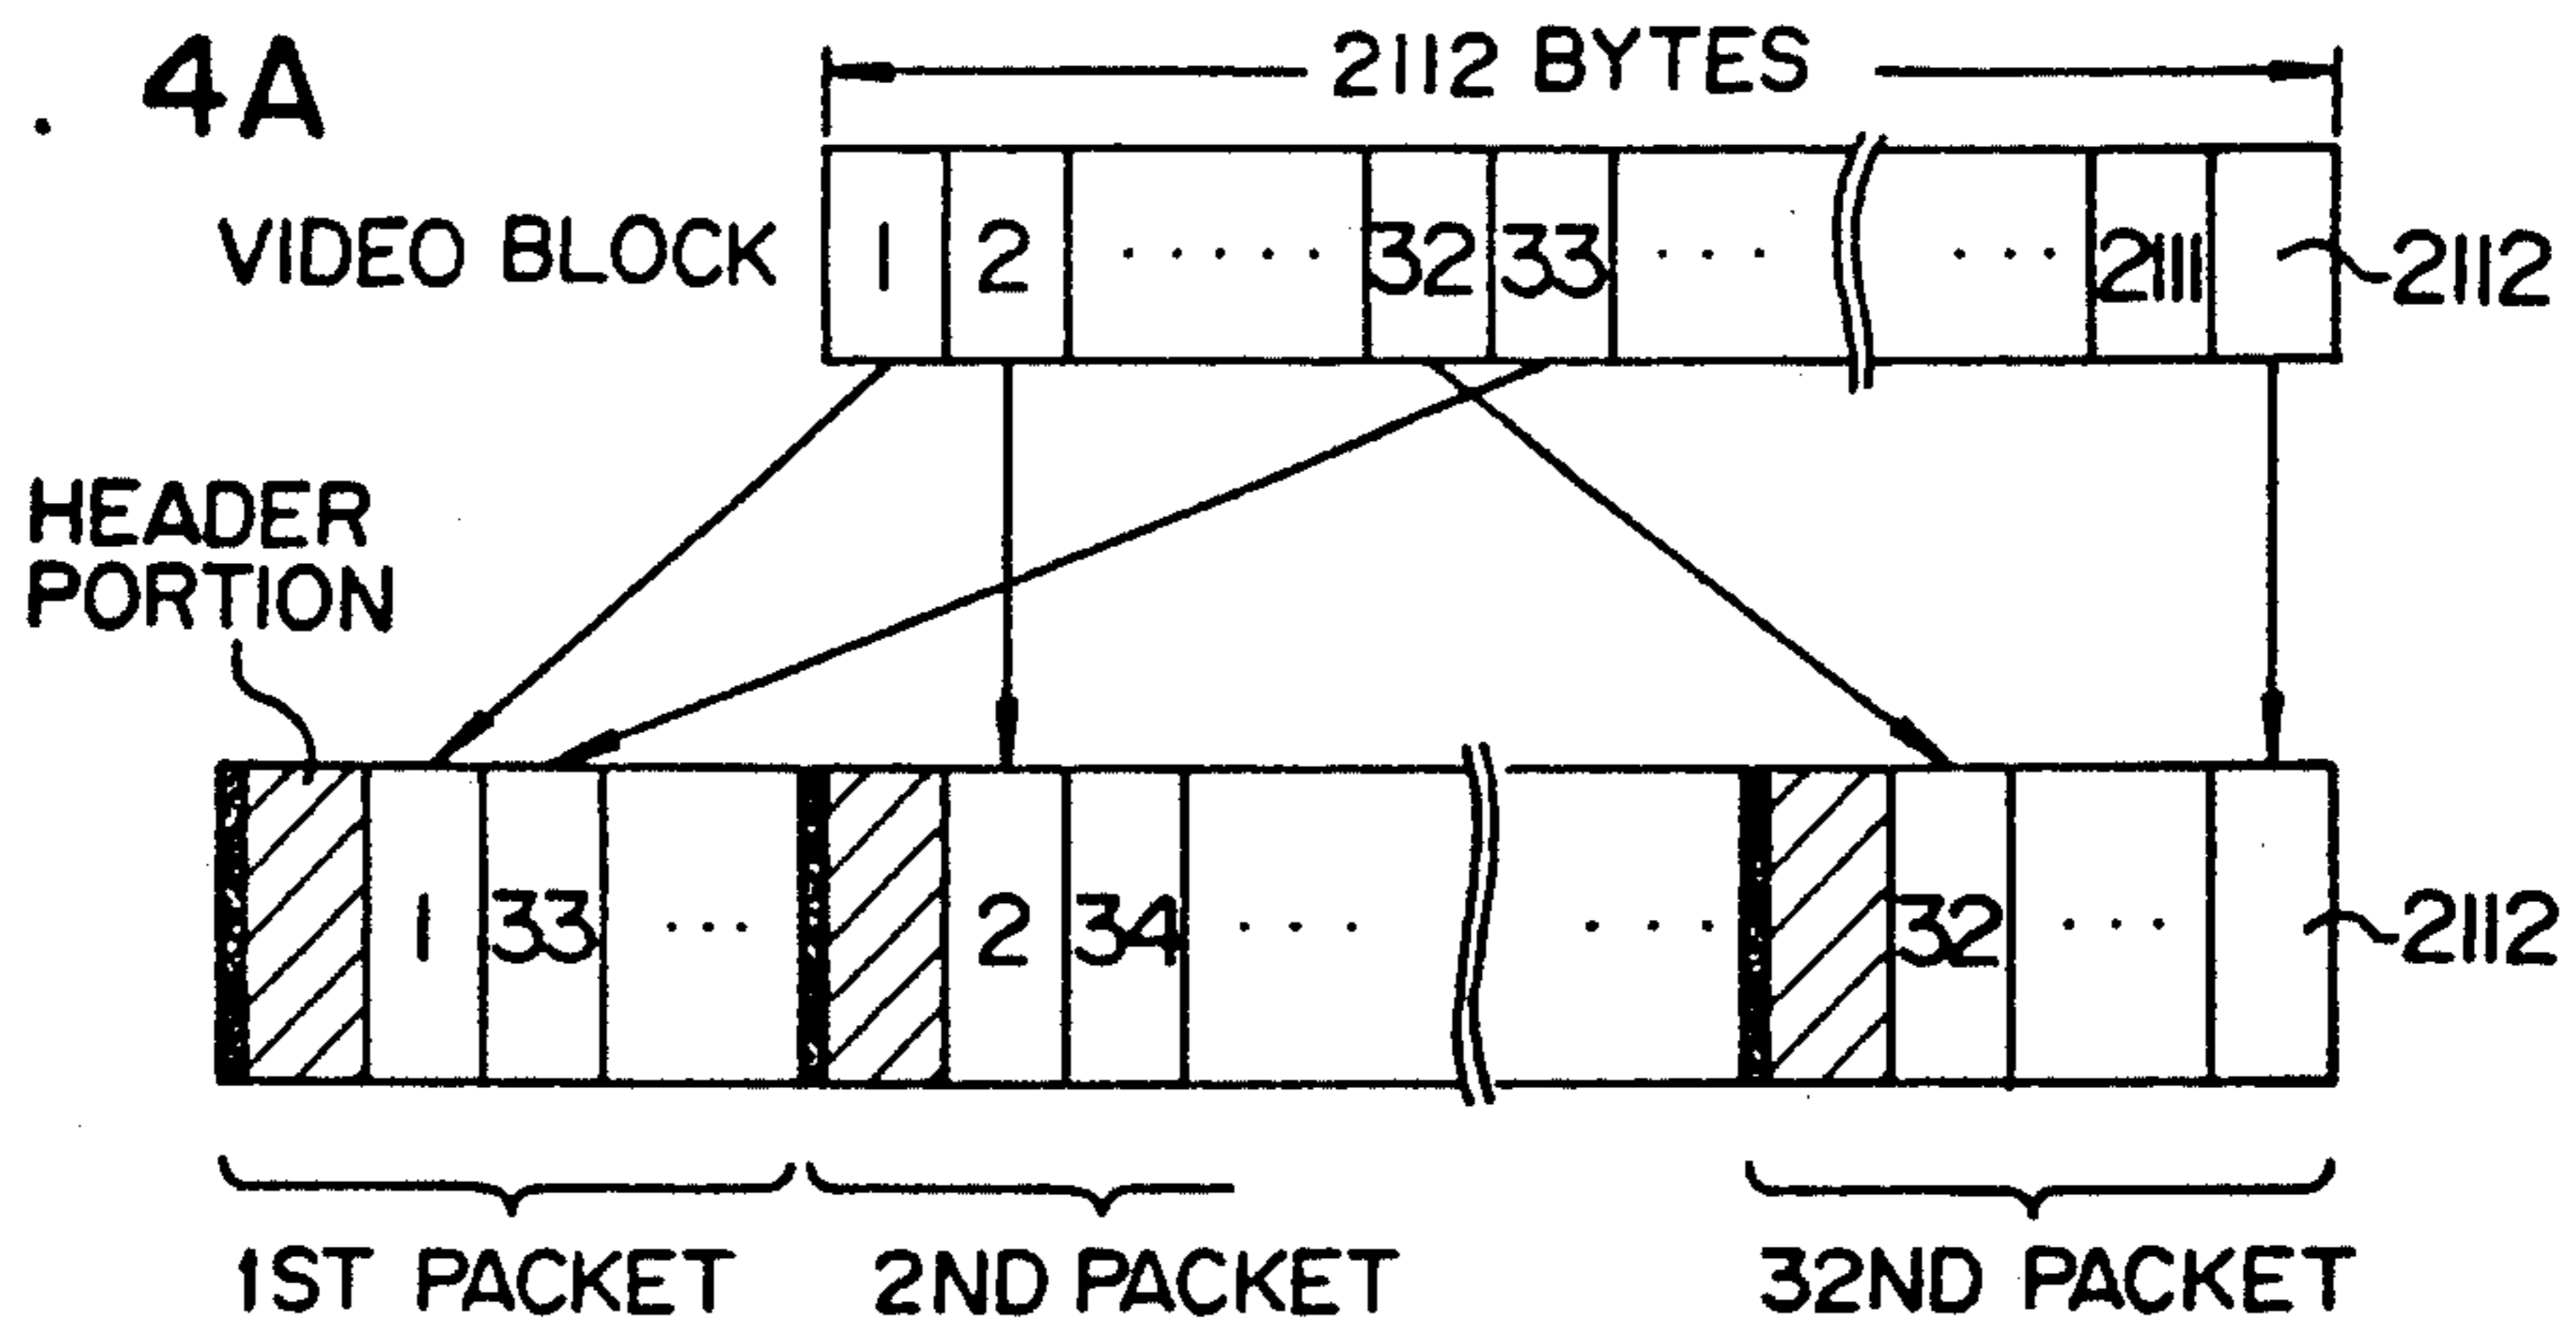 . 4A
2112 BYTES
VIDEO BLOCK 1 2 ..... 32 33 ... ... 2111 2112
HEADER
PORTION
1 33 ... 2 34 ... ... 32 ... 2112
1ST PACKET 2ND PACKET 32ND PACKET